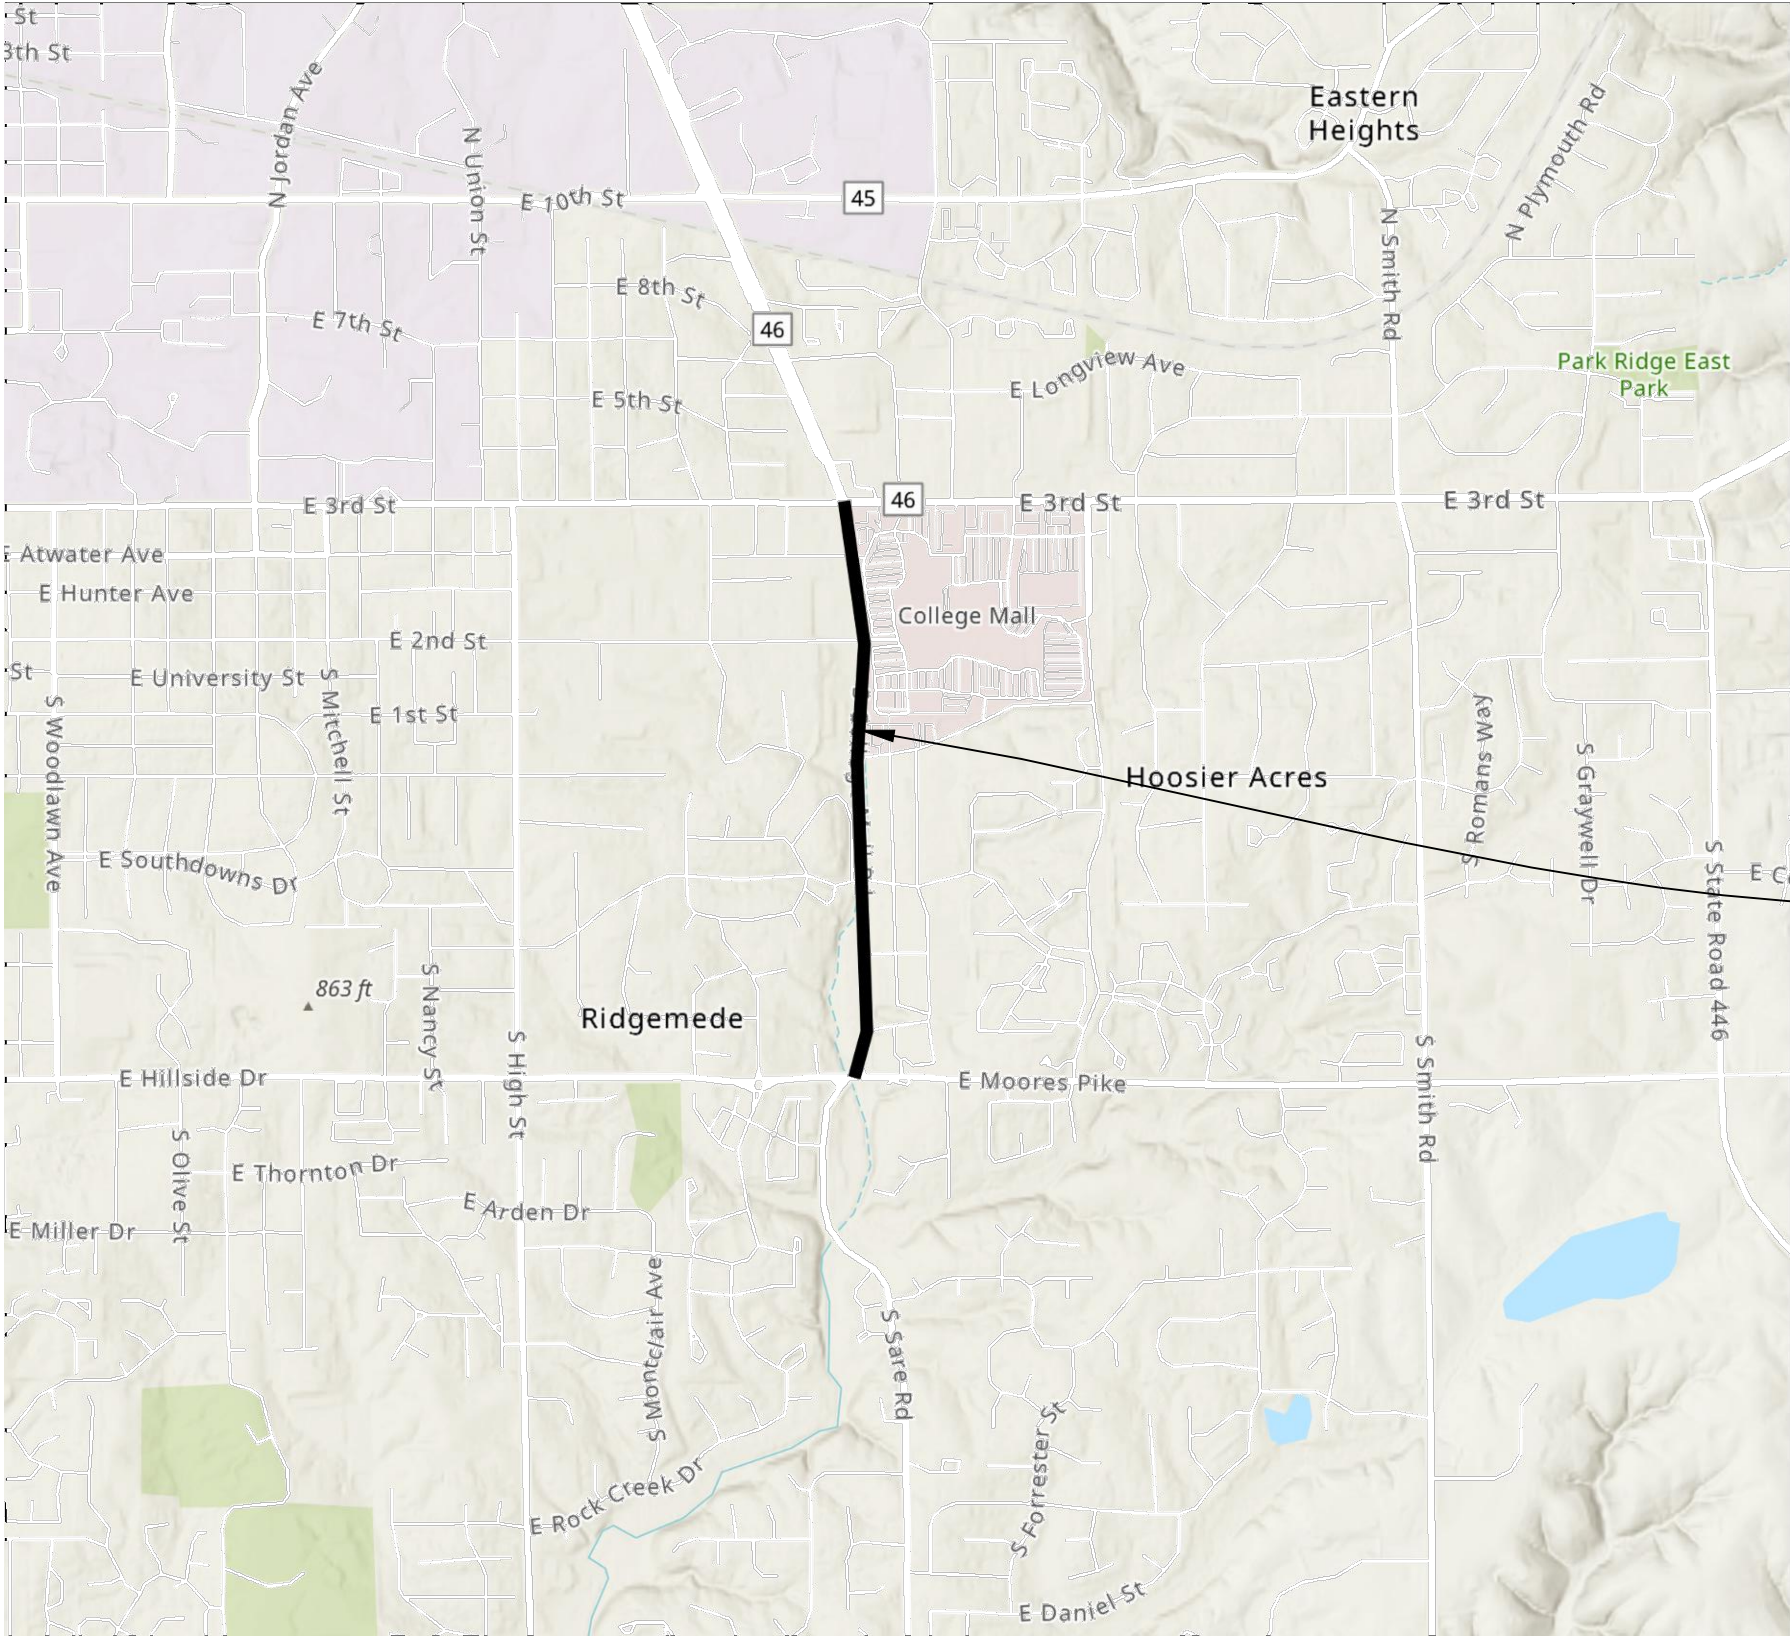 St
3th St
N Jordan Ave
N Union St
E 10th St
45
Eastern
Heights
N Plymouth Rd
N Smith Rd
E 7th St
E 8th St
46
E 5th St
E Longview Ave
Park Ridge East
Park
E 3rd St
46
E 3rd St
E 3rd St
E Atwater Ave
E Hunter Ave
E 2nd St
College Mall
St
E University St
S Mitchell St
E 1st St
S Woodlawn Ave
Hoosier Acres
S Romans Way
S Graywell Dr
E Southdowns Dr
S State Road 446
863 ft
S Nancy St
Ridgemede
S High St
E Hillside Dr
E Moores Pike
S Smith Rd
S Olive St
E Thornton Dr
E Arden Dr
E Miller Dr
S Montclair Ave
S Sare Rd
S Forrester St
E Rock Creek Dr
E Daniel St